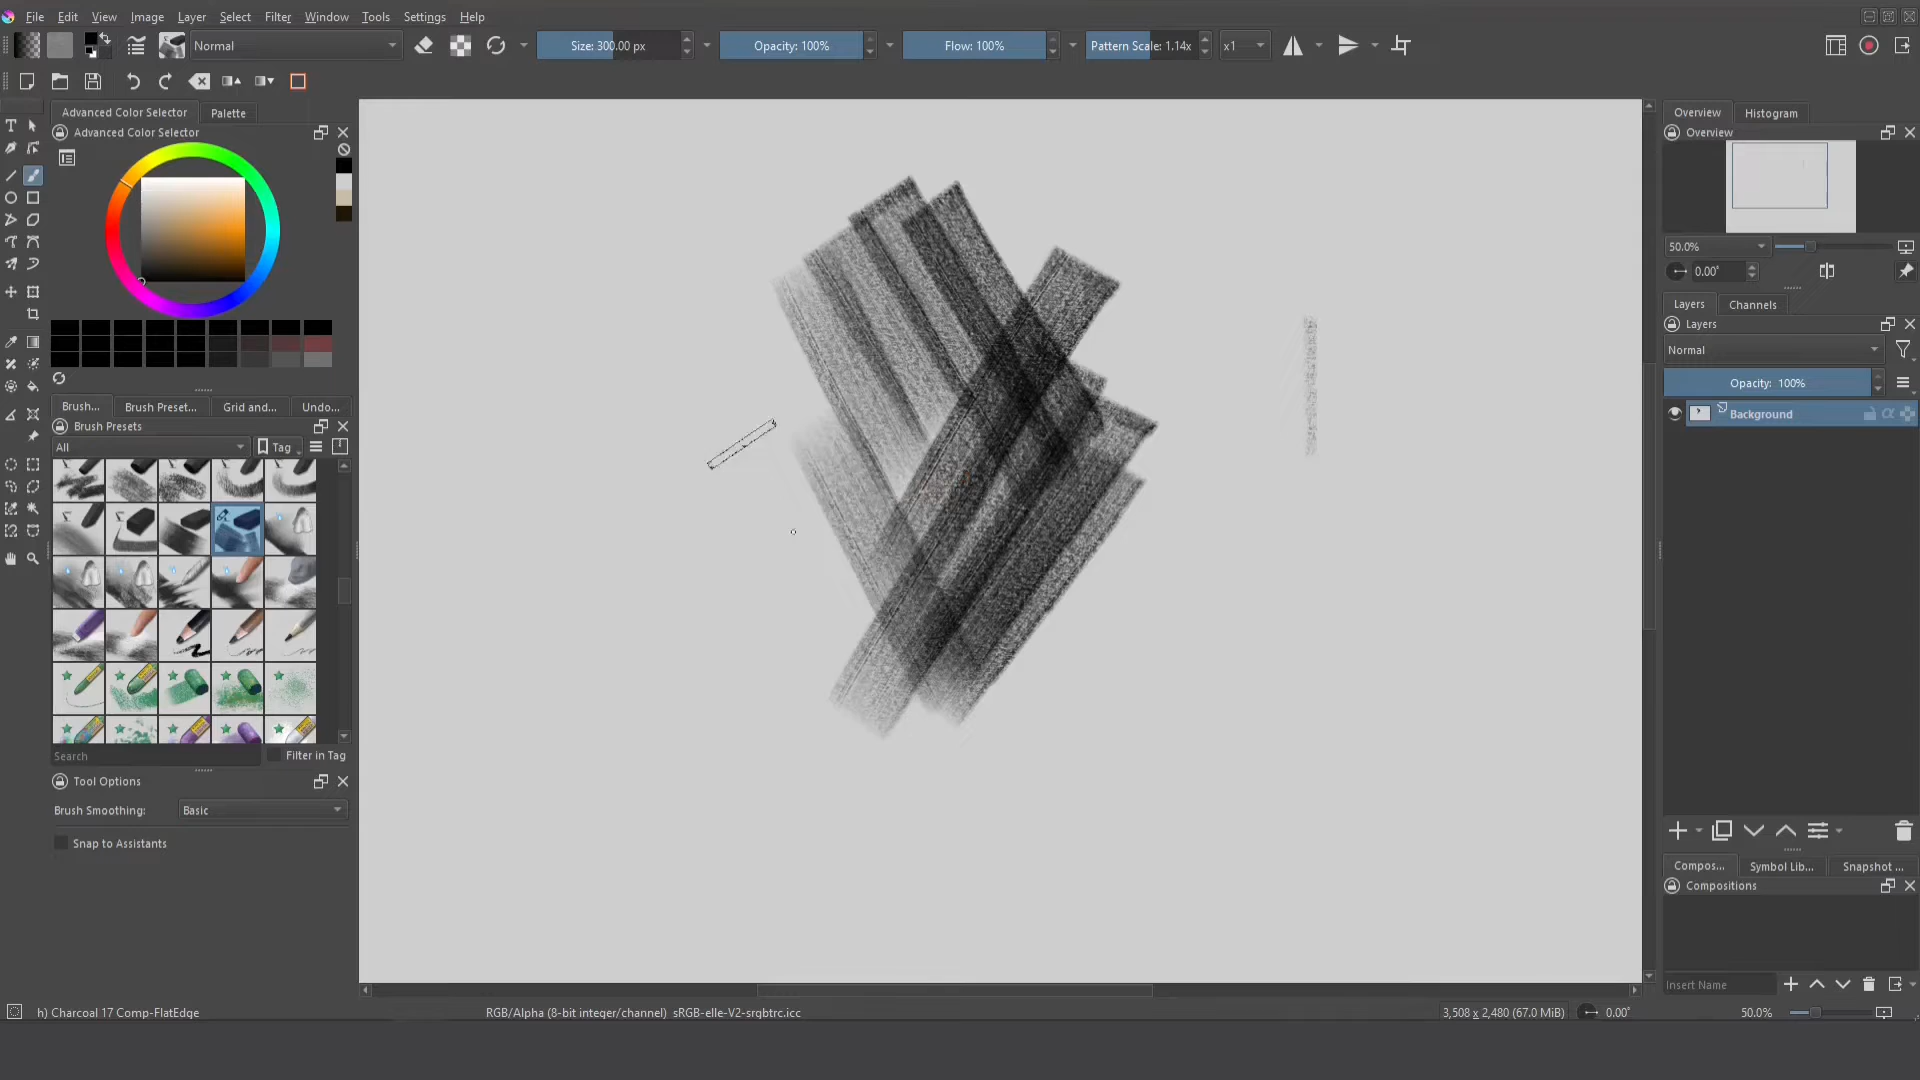 File Edit View Image Layer Select Filter Window Tools Settings Help
Normal Size: 300.00 px Opacity: 100% Flow: 100% Pattern Scale: 1.14x x1
Advanced Color Selector Palette
Advanced Color Selector
Brush... Brush Preset... Grid and... Undo...
Brush Presets
All Tag
Search Filter in Tag
Tool Options
Brush Smoothing: Basic
Snap to Assistants
Overview Histogram
Overview
50.0%
0.00°
Layers Channels
Layers
Normal
Opacity: 100%
Background
Compos... Symbol Lib... Snapshot ...
Compositions
Insert Name
h) Charcoal 17 Comp-FlatEdge RGB/Alpha (8-bit integer/channel) sRGB-elle-V2-srgbtrc.icc 3,508 x 2,480 (67.0 MiB) 0.00° 50.0%